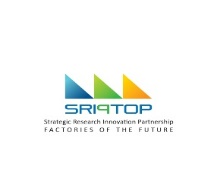 SRIPTOP
Strategic Research Innovation Partnership
FACTORIES OF THE FUTURE